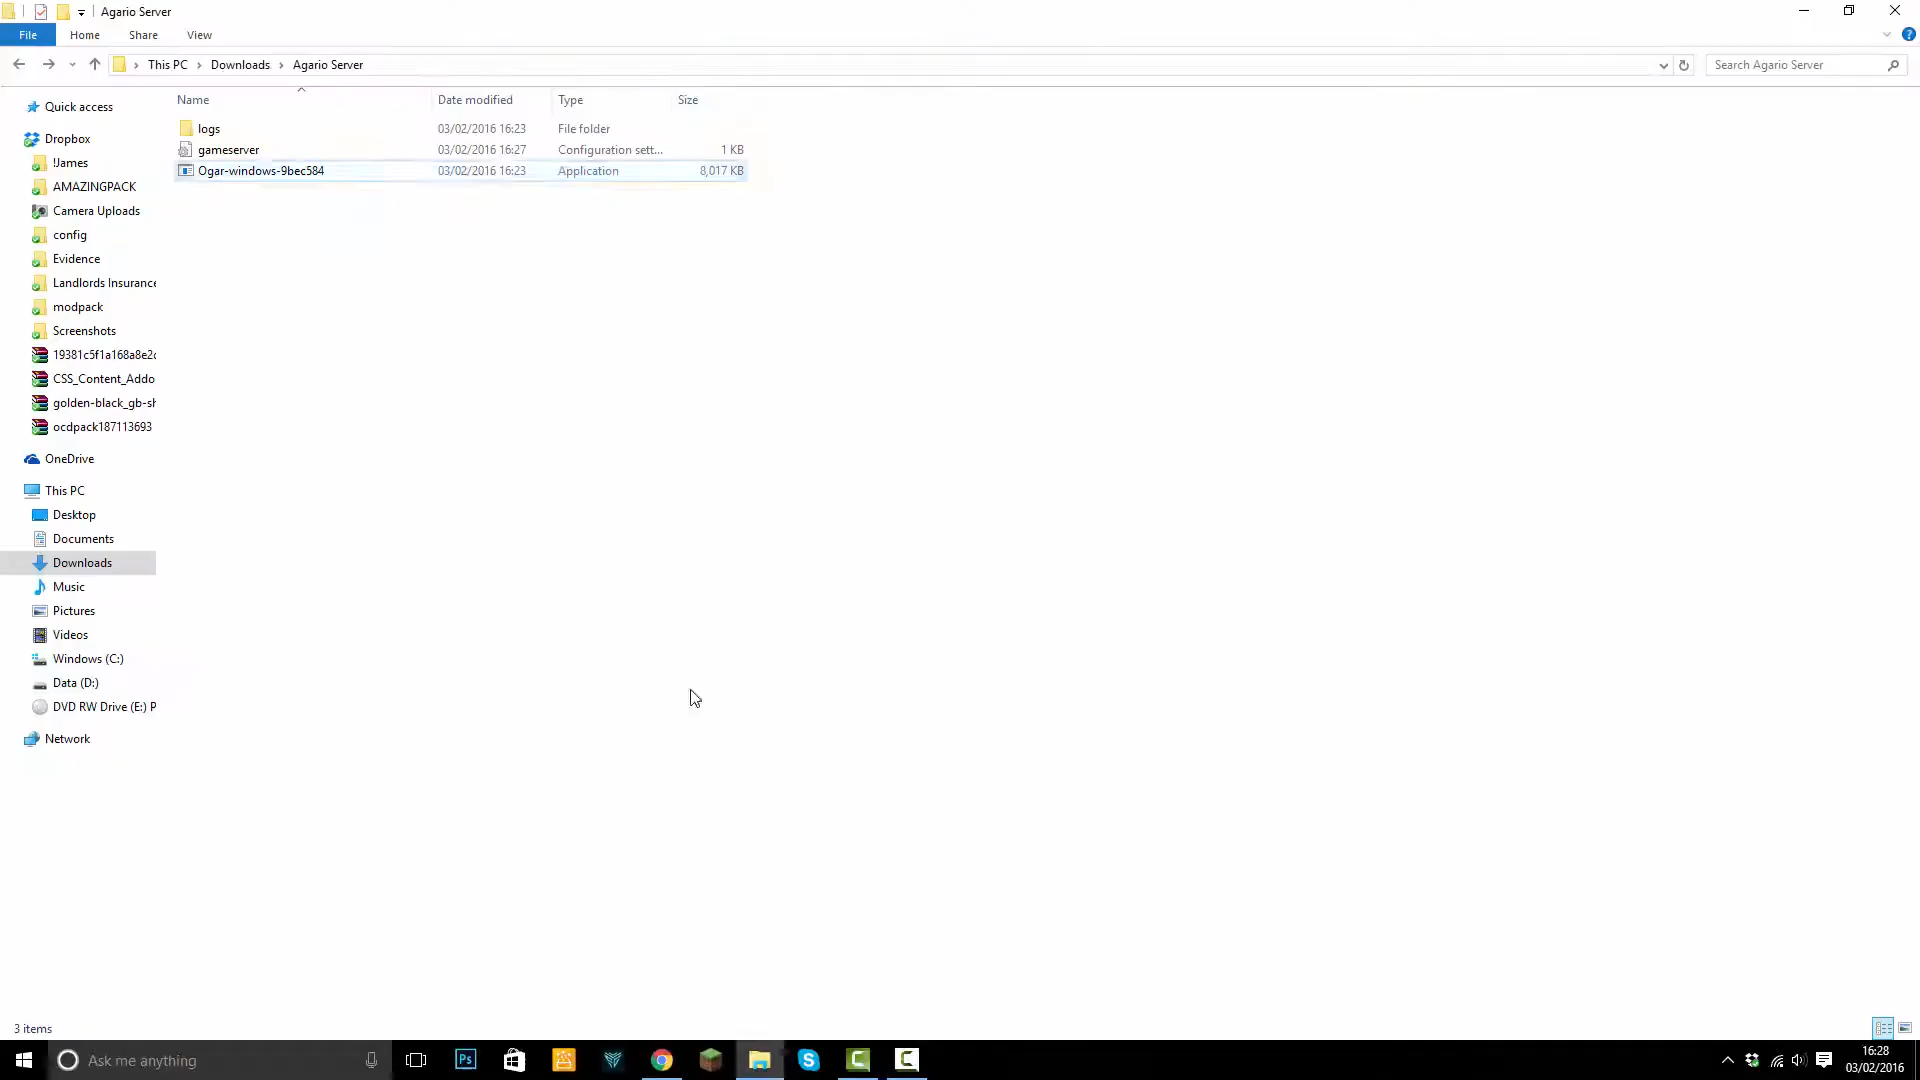 Agario Server
File Home Share View
This PC Downloads Agario Server
Search Agario Server
Name Date modified Type Size
logs 03/02/2016 16:23 File folder
gameserver 03/02/2016 16:27 Configuration sett... 1 KB
Ogar-windows-9bec584 03/02/2016 16:23 Application 8,017 KB
Quick access
Dropbox
!James
AMAZINGPACK
Camera Uploads
config
Evidence
Landlords Insurance
modpack
Screenshots
19381c5f1a168a8e2c
CSS_Content_Addo
golden-black_gb-sh
ocdpack187113693
OneDrive
This PC
Desktop
Documents
Downloads
Music
Pictures
Videos
Windows (C:)
Data (D:)
DVD RW Drive (E:) P
Network
3 items
Ask me anything
Ps
16:28
03/02/2016